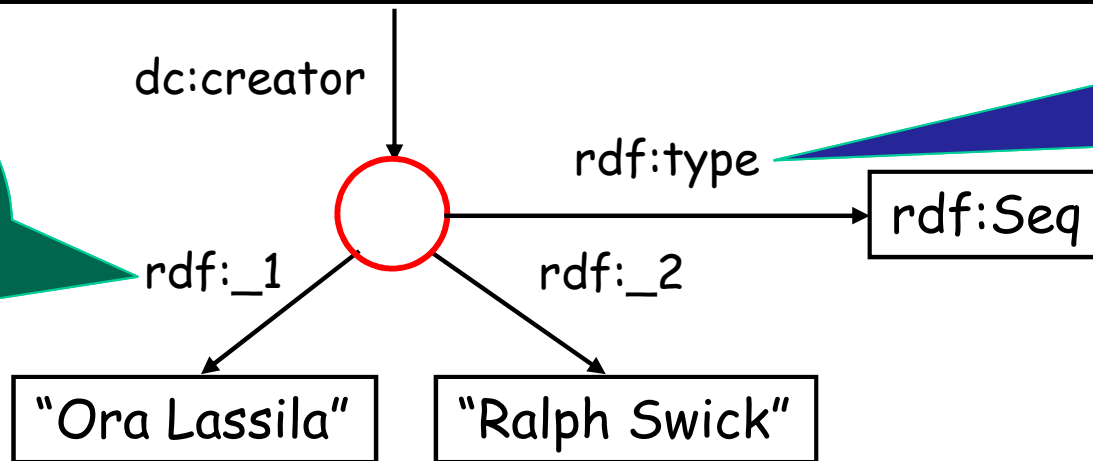 dc:creator
rdf:type
rdf:Seq
rdf:_1
rdf:_2
“Ora Lassila”
“Ralph Swick”